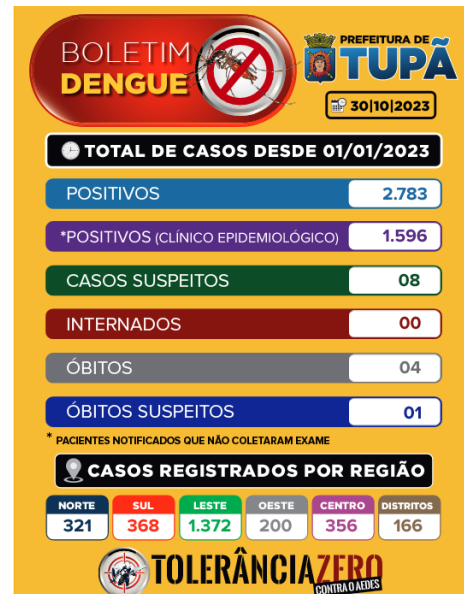 BOLETIM
DENGUE
PREFEITURA DE
TUPÃ
30|10|2023
TOTAL DE CASOS DESDE 01/01/2023
POSITIVOS 2.783
*POSITIVOS (CLÍNICO EPIDEMIOLÓGICO) 1.596
CASOS SUSPEITOS 08
INTERNADOS 00
ÓBITOS 04
ÓBITOS SUSPEITOS 01
* PACIENTES NOTIFICADOS QUE NÃO COLETARAM EXAME
CASOS REGISTRADOS POR REGIÃO
NORTE SUL LESTE OESTE CENTRO DISTRITOS
321 368 1.372 200 356 166
TOLERÂNCIA ZERO
CONTRA O AEDES